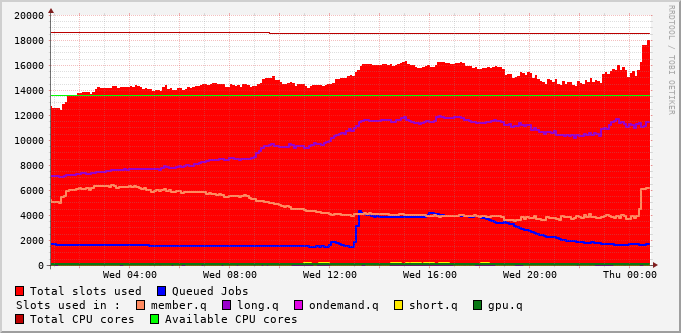 20000
18000
16000
14000
12000
10000
8000
6000
4000
2000
0
Wed 04:00 Wed 08:00 Wed 12:00 Wed 16:00 Wed 20:00 Thu 00:00
Total slots used Queued Jobs
Slots used in : member.q long.q ondemand.q short.q gpu.q
Total CPU cores Available CPU cores
RRDTOOL / TOBI OETIKER